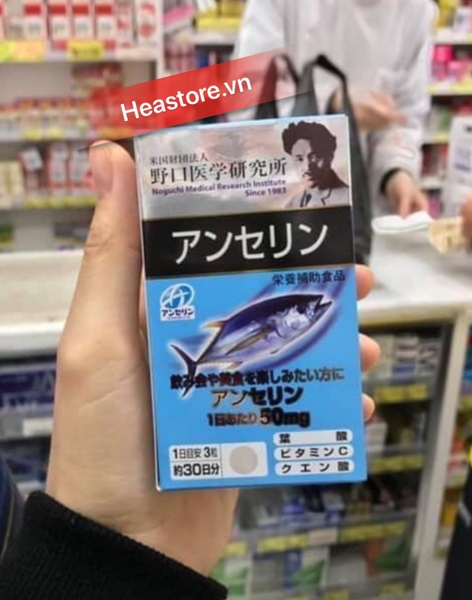 Heastore.vn
米国財団法人
野口医学研究所
Noguchi Medical Research Institute
Since 1983
アンセリン
栄養補助食品
アンセリン
飲み会や美食を楽しみたい方に
アンセリン
1日あたり50mg
1日目安 3粒
約30日分
葉酸
ビタミンC
クエン酸